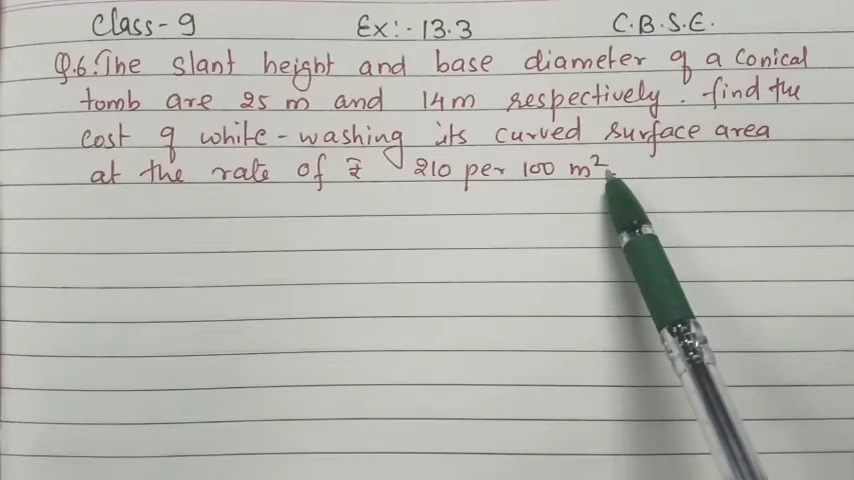 Class-9 Ex:-13.3 C.B.S.E.
Q.6. The slant height and base diameter of a conical
tomb are 25 m and 14m respectively. find the
cost of white-washing its curved surface area
at the rate of ₹ 210 per 100 m².